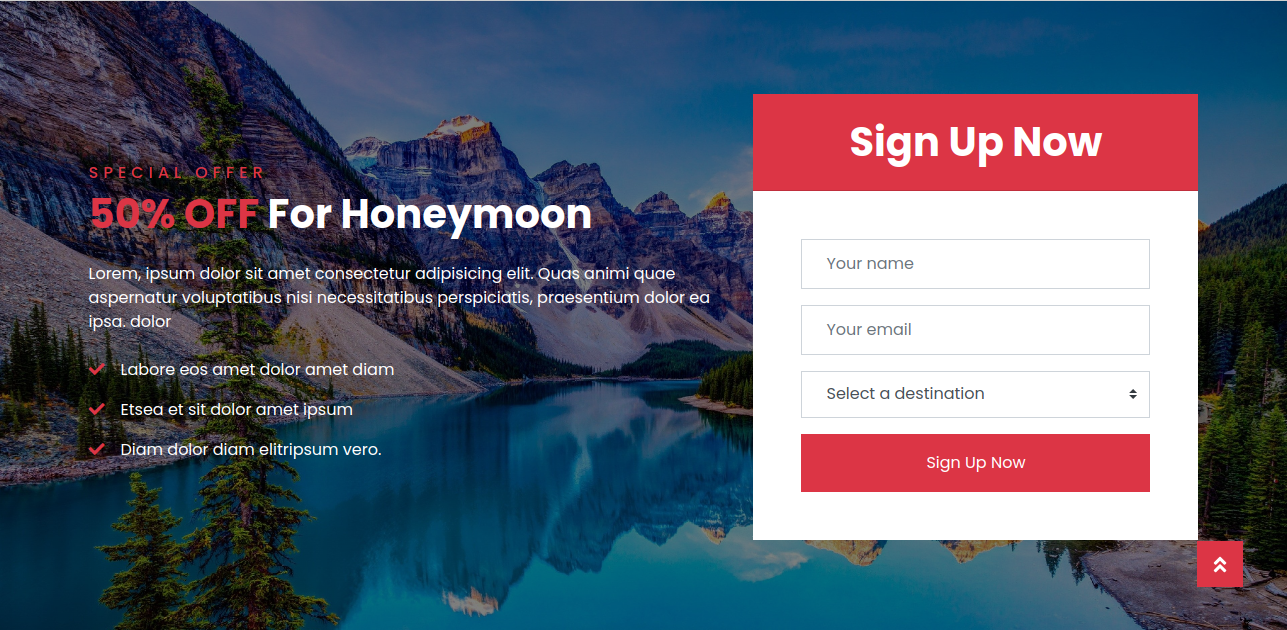 SPECIAL OFFER
50% OFF For Honeymoon
Lorem, ipsum dolor sit amet consectetur adipisicing elit. Quas animi quae
aspernatur voluptatibus nisi necessitatibus perspiciatis, praesentium dolor ea
ipsa. dolor
Labore eos amet dolor amet diam
Etsea et sit dolor amet ipsum
Diam dolor diam elitripsum vero.
Sign Up Now
Your name
Your email
Select a destination
Sign Up Now